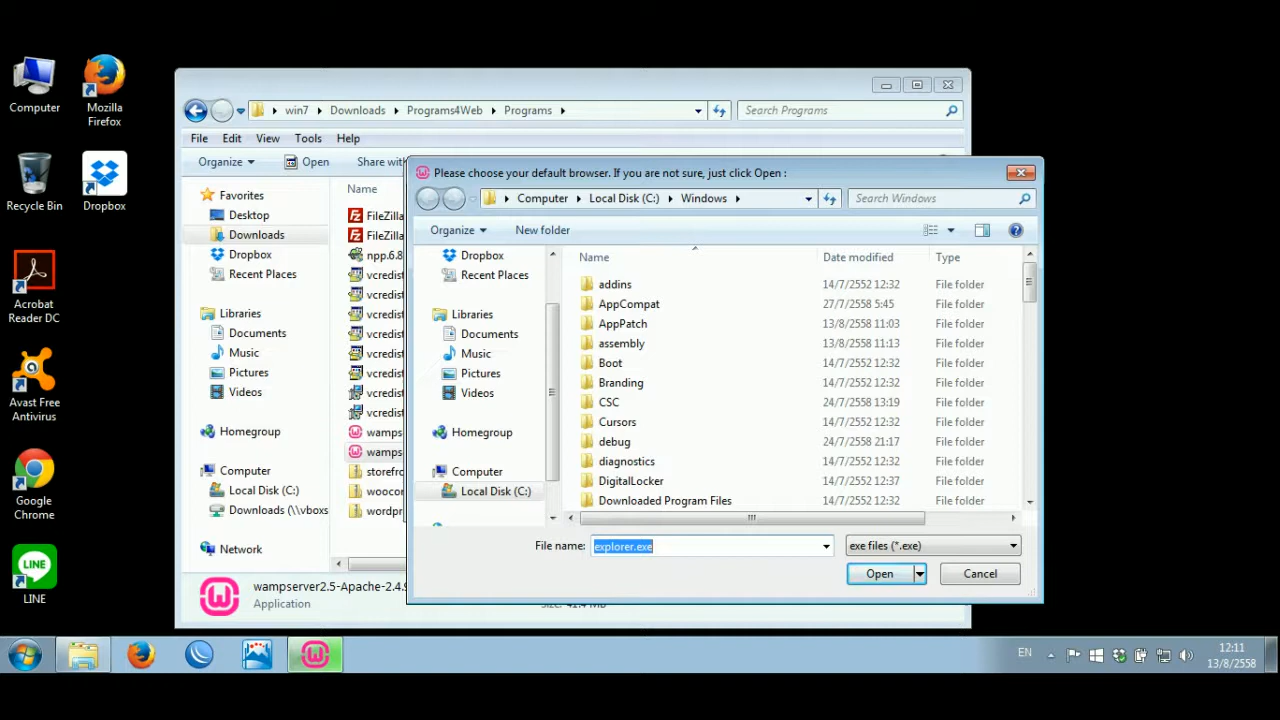 Computer
Mozilla
Firefox
Recycle Bin
Dropbox
Acrobat
Reader DC
Avast Free
Antivirus
Google
Chrome
LINE
win7
Downloads
Programs4Web
Programs
Search Programs
File
Edit
View
Tools
Help
Organize
Open
Share with
Favorites
Desktop
Downloads
Dropbox
Recent Places
Libraries
Documents
Music
Pictures
Videos
Homegroup
Computer
Local Disk (C:)
Downloads (\\vboxs
Network
Name
FileZilla
FileZilla
npp.6.8
vcredist
vcredist
vcredist
vcredist
vcredist
vcredist
vcredist
vcredist
wamps
wamps
storefro
woocon
wordpr
wampserver2.5-Apache-2.4.9
Application
Size: 41.4 MB
Please choose your default browser. If you are not sure, just click Open :
Computer
Local Disk (C:)
Windows
Search Windows
Organize
New folder
Dropbox
Recent Places
Libraries
Documents
Music
Pictures
Videos
Homegroup
Computer
Local Disk (C:)
Name Date modified Type
addins 14/7/2552 12:32 File folder
AppCompat 27/7/2558 5:45 File folder
AppPatch 13/8/2558 11:03 File folder
assembly 13/8/2558 11:13 File folder
Boot 14/7/2552 12:32 File folder
Branding 14/7/2552 12:32 File folder
CSC 24/7/2558 13:19 File folder
Cursors 14/7/2552 12:32 File folder
debug 24/7/2558 21:17 File folder
diagnostics 14/7/2552 12:32 File folder
DigitalLocker 14/7/2552 12:37 File folder
Downloaded Program Files 14/7/2552 12:32 File folder
File name: explorer.exe exe files (*.exe)
Open Cancel
EN
12:11
13/8/2558